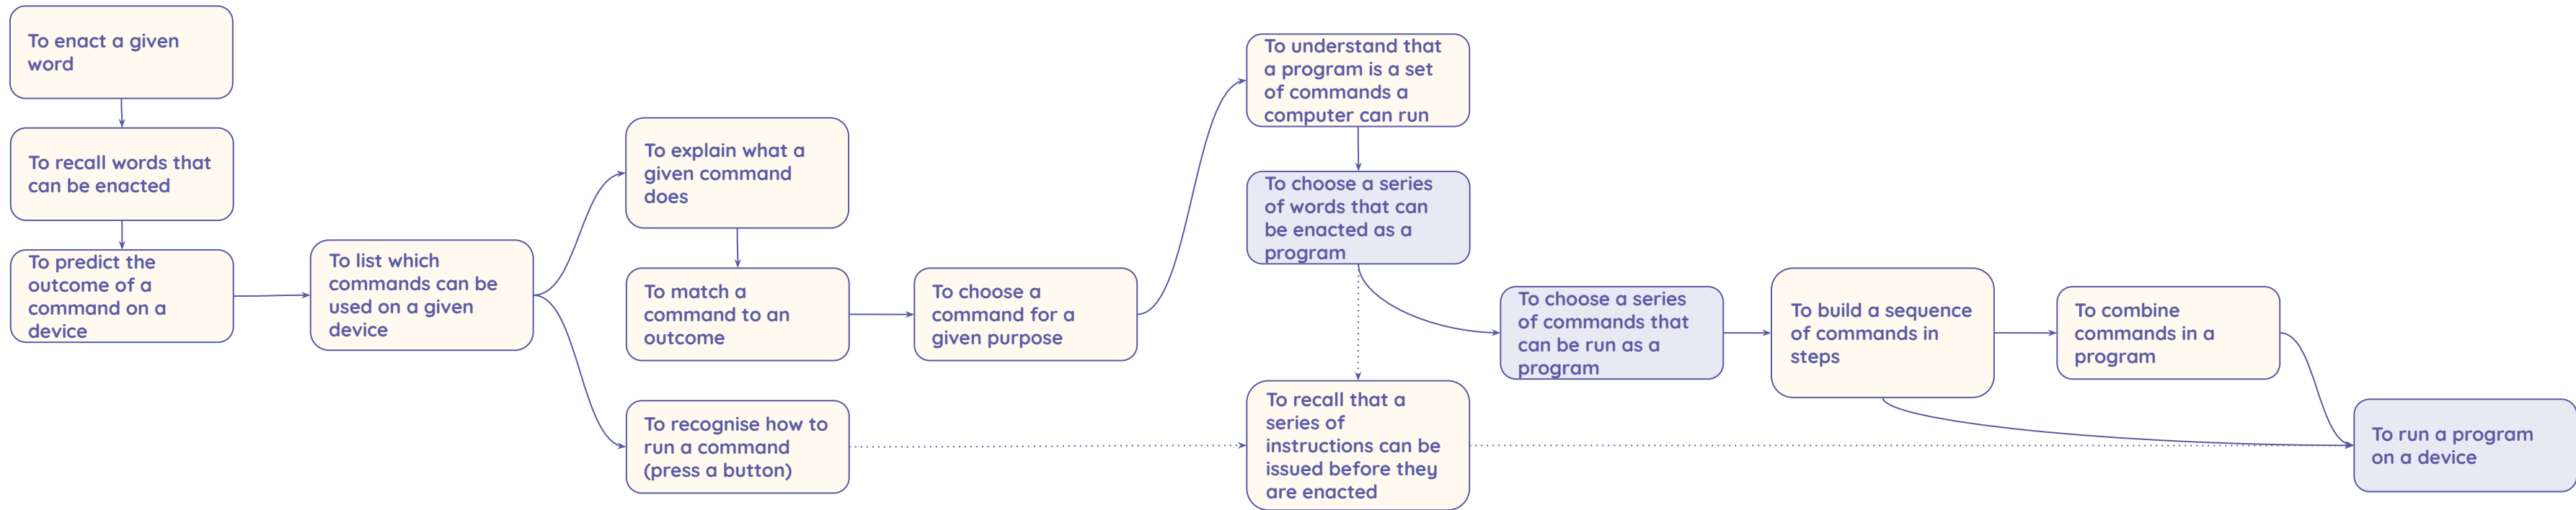 To enact a given
word
To recall words that
can be enacted
To predict the
outcome of a
command on a
device
To list which
commands can be
used on a given
device
To explain what a
given command
does
To match a
command to an
outcome
To recognise how to
run a command
(press a button)
To choose a
command for a
given purpose
To understand that
a program is a set
of commands a
computer can run
To choose a series
of words that can
be enacted as a
program
To recall that a
series of
instructions can be
issued before they
are enacted
To choose a series
of commands that
can be run as a
program
To build a sequence
of commands in
steps
To combine
commands in a
program
To run a program
on a device